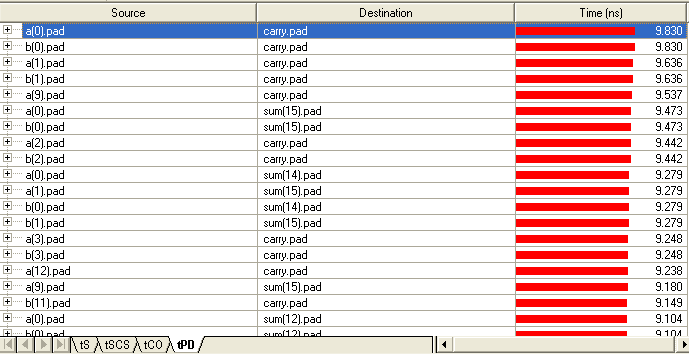 Source Destination Time (ns)
a(0).pad carry.pad 9.830
b(0).pad carry.pad 9.830
a(1).pad carry.pad 9.636
b(1).pad carry.pad 9.636
a(9).pad carry.pad 9.537
a(0).pad sum(15).pad 9.473
b(0).pad sum(15).pad 9.473
a(2).pad carry.pad 9.442
b(2).pad carry.pad 9.442
a(0).pad sum(14).pad 9.279
a(1).pad sum(15).pad 9.279
b(0).pad sum(14).pad 9.279
b(1).pad sum(15).pad 9.279
a(3).pad carry.pad 9.248
b(3).pad carry.pad 9.248
a(12).pad carry.pad 9.238
a(9).pad sum(15).pad 9.180
b(11).pad carry.pad 9.149
a(0).pad sum(12).pad 9.104
b(0).pad sum(12).pad 9.104
tS tSCS tCO tPD